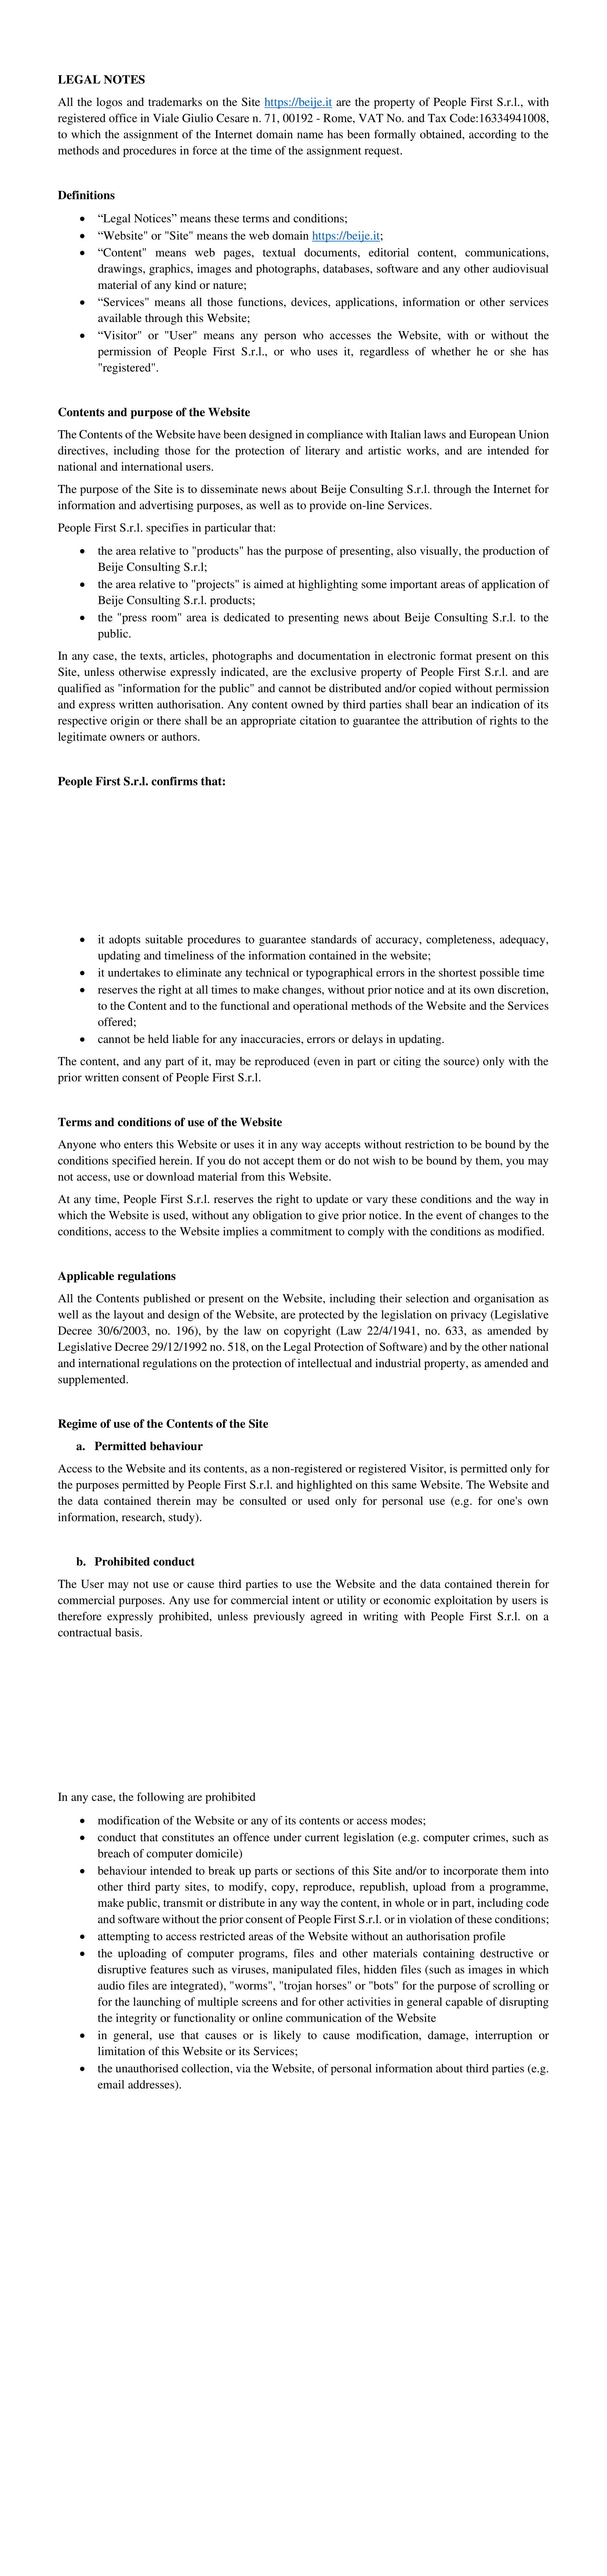 LEGAL NOTES
All the logos and trademarks on the Site https://beije.it are the property of People First S.r.l., with
registered office in Viale Giulio Cesare n. 71, 00192 - Rome, VAT No. and Tax Code:16334941008,
to which the assignment of the Internet domain name has been formally obtained, according to the
methods and procedures in force at the time of the assignment request.
Definitions
• “Legal Notices” means these terms and conditions;
• “Website" or "Site" means the web domain https://beije.it;
• “Content" means web pages, textual documents, editorial content, communications,
drawings, graphics, images and photographs, databases, software and any other audiovisual
material of any kind or nature;
• “Services" means all those functions, devices, applications, information or other services
available through this Website;
• “Visitor" or "User" means any person who accesses the Website, with or without the
permission of People First S.r.l., or who uses it, regardless of whether he or she has
"registered".
Contents and purpose of the Website
The Contents of the Website have been designed in compliance with Italian laws and European Union
directives, including those for the protection of literary and artistic works, and are intended for
national and international users.
The purpose of the Site is to disseminate news about Beije Consulting S.r.l. through the Internet for
information and advertising purposes, as well as to provide on-line Services.
People First S.r.l. specifies in particular that:
• the area relative to "products" has the purpose of presenting, also visually, the production of
Beije Consulting S.r.l;
• the area relative to "projects" is aimed at highlighting some important areas of application of
Beije Consulting S.r.l. products;
• the "press room" area is dedicated to presenting news about Beije Consulting S.r.l. to the
public.
In any case, the texts, articles, photographs and documentation in electronic format present on this
Site, unless otherwise expressly indicated, are the exclusive property of People First S.r.l. and are
qualified as "information for the public" and cannot be distributed and/or copied without permission
and express written authorisation. Any content owned by third parties shall bear an indication of its
respective origin or there shall be an appropriate citation to guarantee the attribution of rights to the
legitimate owners or authors.
People First S.r.l. confirms that:
• it adopts suitable procedures to guarantee standards of accuracy, completeness, adequacy,
updating and timeliness of the information contained in the website;
• it undertakes to eliminate any technical or typographical errors in the shortest possible time
• reserves the right at all times to make changes, without prior notice and at its own discretion,
to the Content and to the functional and operational methods of the Website and the Services
offered;
• cannot be held liable for any inaccuracies, errors or delays in updating.
The content, and any part of it, may be reproduced (even in part or citing the source) only with the
prior written consent of People First S.r.l.
Terms and conditions of use of the Website
Anyone who enters this Website or uses it in any way accepts without restriction to be bound by the
conditions specified herein. If you do not accept them or do not wish to be bound by them, you may
not access, use or download material from this Website.
At any time, People First S.r.l. reserves the right to update or vary these conditions and the way in
which the Website is used, without any obligation to give prior notice. In the event of changes to the
conditions, access to the Website implies a commitment to comply with the conditions as modified.
Applicable regulations
All the Contents published or present on the Website, including their selection and organisation as
well as the layout and design of the Website, are protected by the legislation on privacy (Legislative
Decree 30/6/2003, no. 196), by the law on copyright (Law 22/4/1941, no. 633, as amended by
Legislative Decree 29/12/1992 no. 518, on the Legal Protection of Software) and by the other national
and international regulations on the protection of intellectual and industrial property, as amended and
supplemented.
Regime of use of the Contents of the Site
a. Permitted behaviour
Access to the Website and its contents, as a non-registered or registered Visitor, is permitted only for
the purposes permitted by People First S.r.l. and highlighted on this same Website. The Website and
the data contained therein may be consulted or used only for personal use (e.g. for one's own
information, research, study).
b. Prohibited conduct
The User may not use or cause third parties to use the Website and the data contained therein for
commercial purposes. Any use for commercial intent or utility or economic exploitation by users is
therefore expressly prohibited, unless previously agreed in writing with People First S.r.l. on a
contractual basis.
In any case, the following are prohibited
• modification of the Website or any of its contents or access modes;
• conduct that constitutes an offence under current legislation (e.g. computer crimes, such as
breach of computer domicile)
• behaviour intended to break up parts or sections of this Site and/or to incorporate them into
other third party sites, to modify, copy, reproduce, republish, upload from a programme,
make public, transmit or distribute in any way the content, in whole or in part, including code
and software without the prior consent of People First S.r.l. or in violation of these conditions;
• attempting to access restricted areas of the Website without an authorisation profile
• the uploading of computer programs, files and other materials containing destructive or
disruptive features such as viruses, manipulated files, hidden files (such as images in which
audio files are integrated), "worms", "trojan horses" or "bots" for the purpose of scrolling or
for the launching of multiple screens and for other activities in general capable of disrupting
the integrity or functionality or online communication of the Website
• in general, use that causes or is likely to cause modification, damage, interruption or
limitation of this Website or its Services;
• the unauthorised collection, via the Website, of personal information about third parties (e.g.
email addresses).